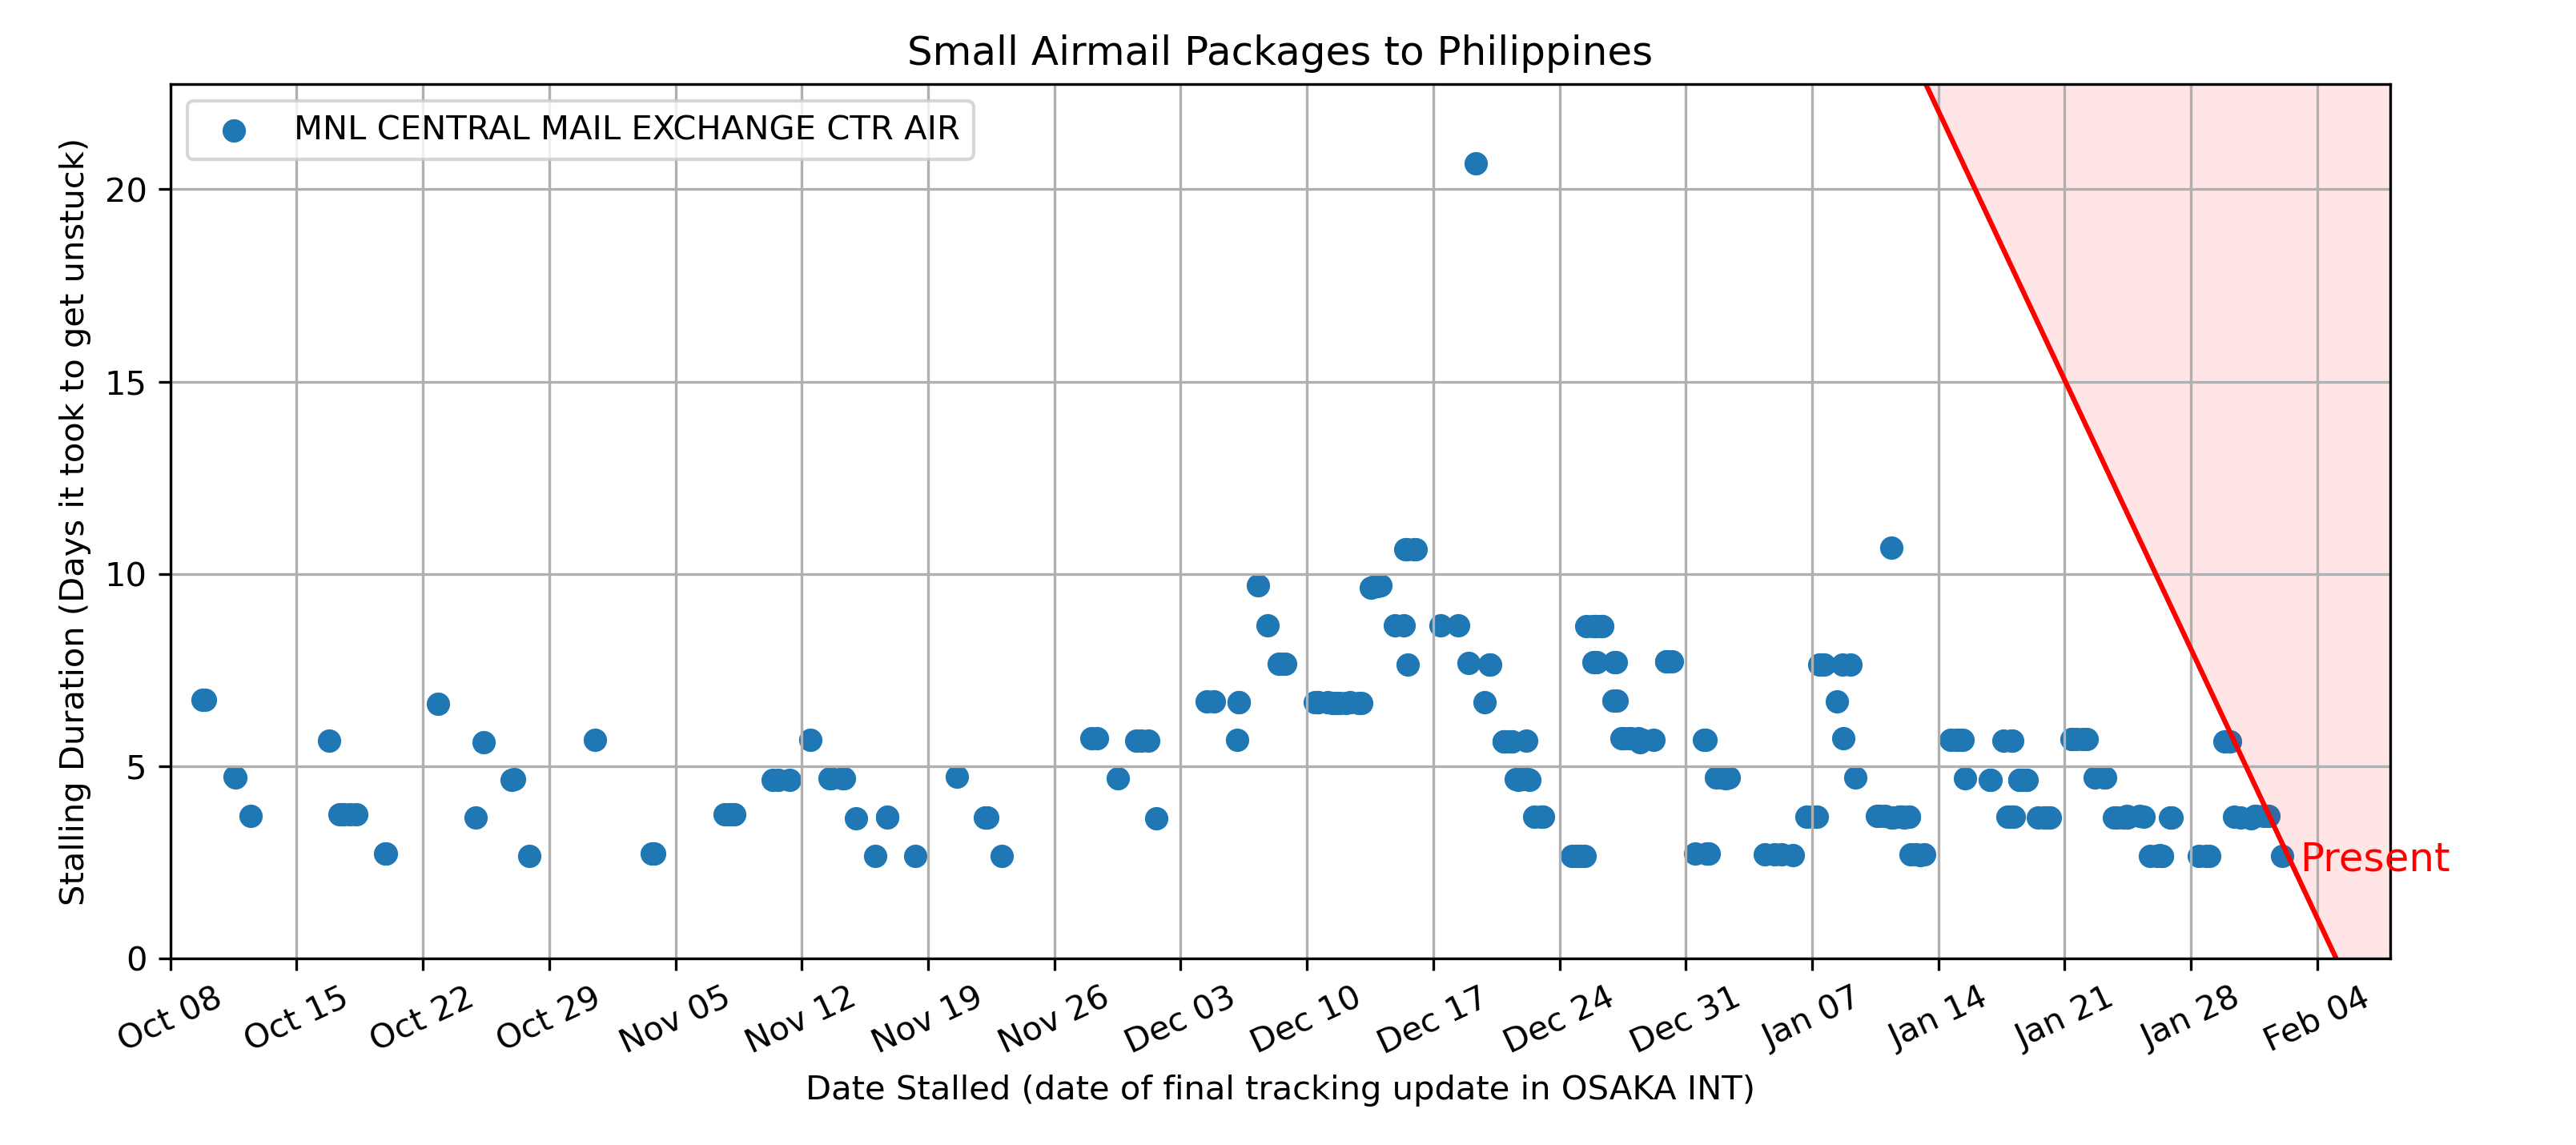 Small Airmail Packages to Philippines
MNL CENTRAL MAIL EXCHANGE CTR AIR
Stalling Duration (Days it took to get unstuck)
20
15
10
5
0
Present
Oct 08
Oct 15
Oct 22
Oct 29
Nov 05
Nov 12
Nov 19
Nov 26
Dec 03
Dec 10
Dec 17
Dec 24
Dec 31
Jan 07
Jan 14
Jan 21
Jan 28
Feb 04
Date Stalled (date of final tracking update in OSAKA INT)